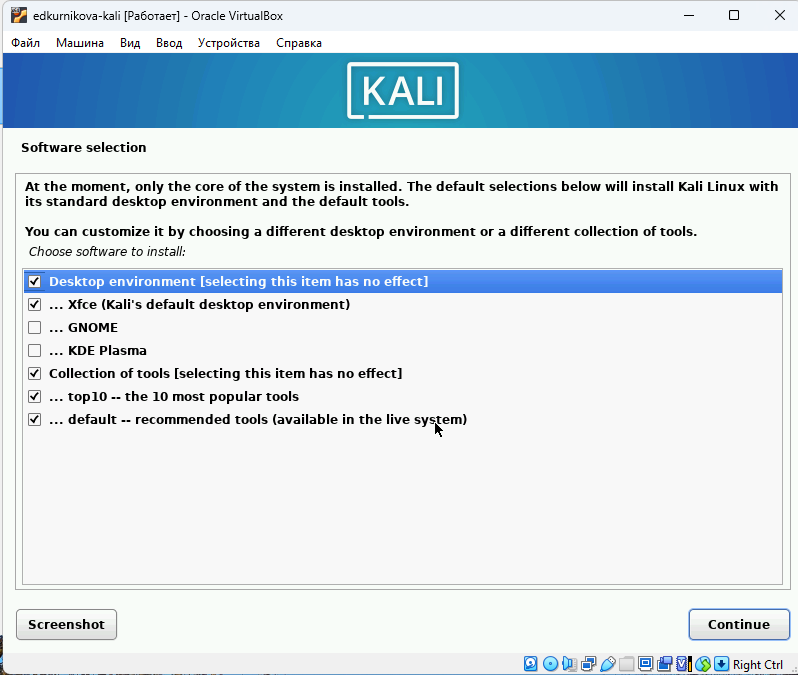 edkurnikova-kali [Работает] - Oracle VirtualBox
Файл Машина Вид Ввод Устройства Справка
KALI
Software selection
At the moment, only the core of the system is installed. The default selections below will install Kali Linux with
its standard desktop environment and the default tools.
You can customize it by choosing a different desktop environment or a different collection of tools.
Choose software to install:
Desktop environment [selecting this item has no effect]
... Xfce (Kali's default desktop environment)
... GNOME
... KDE Plasma
Collection of tools [selecting this item has no effect]
... top10 -- the 10 most popular tools
... default -- recommended tools (available in the live system)
Screenshot
Continue
Right Ctrl